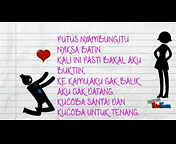 PUTUS NYAMBUNG,ITU
NYIKSA BATIN
KALI INI PASTI BAKAL AKU
BUKTIIN,
KE KAMU,AKU GAK BALIK
AKU GAK DATANG
KUCOBA SANTAI DAN
KUCOBA UNTUK TENANG